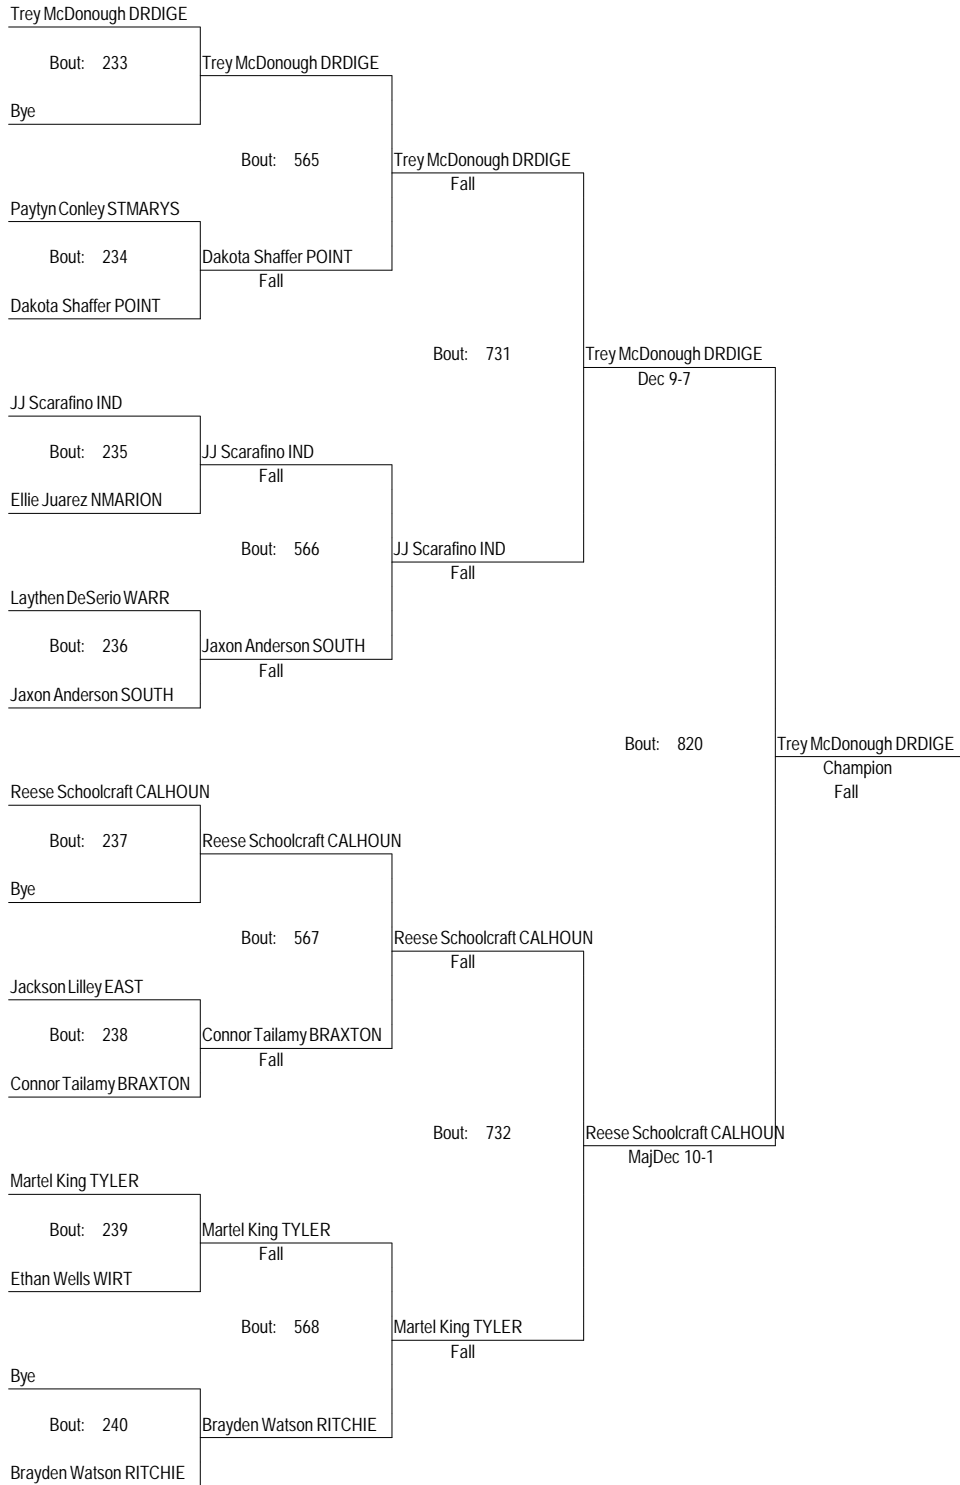 Trey McDonough DRDIGE
Bout: 233
Trey McDonough DRDIGE
Bye
Bout: 565
Trey McDonough DRDIGE
Fall
Paytyn Conley STMARYS
Bout: 234
Dakota Shaffer POINT
Fall
Dakota Shaffer POINT
Bout: 731
Trey McDonough DRDIGE
Dec 9-7
JJ Scarafino IND
Bout: 235
JJ Scarafino IND
Fall
Ellie Juarez NMARION
Bout: 566
JJ Scarafino IND
Fall
Laythen DeSerio WARR
Bout: 236
Jaxon Anderson SOUTH
Fall
Jaxon Anderson SOUTH
Bout: 820
Trey McDonough DRDIGE
Champion
Fall
Reese Schoolcraft CALHOUN
Bout: 237
Reese Schoolcraft CALHOUN
Bye
Bout: 567
Reese Schoolcraft CALHOUN
Fall
Jackson Lilley EAST
Bout: 238
Connor Tailamy BRAXTON
Fall
Connor Tailamy BRAXTON
Bout: 732
Reese Schoolcraft CALHOUN
MajDec 10-1
Martel King TYLER
Bout: 239
Martel King TYLER
Fall
Ethan Wells WIRT
Bout: 568
Martel King TYLER
Fall
Bye
Bout: 240
Brayden Watson RITCHIE
Brayden Watson RITCHIE